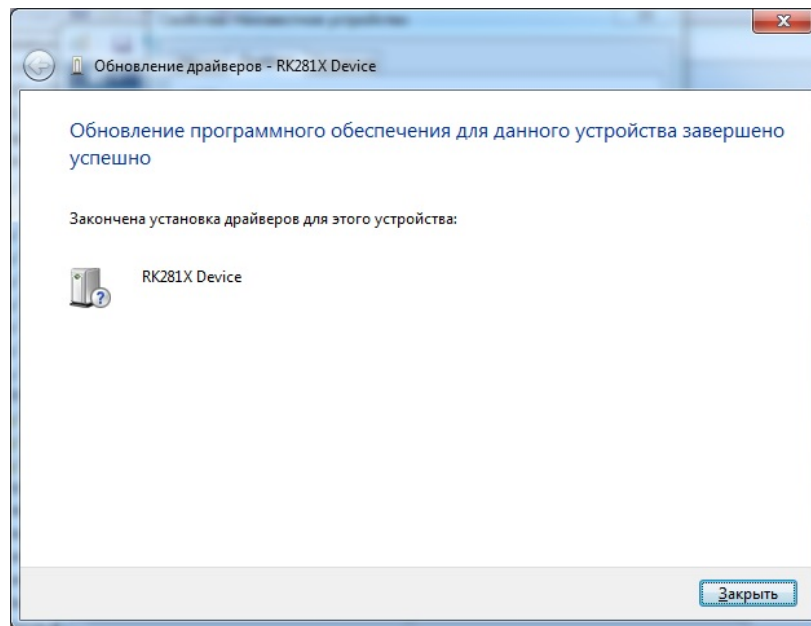 Обновление драйверов - RK281X Device
Обновление программного обеспечения для данного устройства завершено
успешно
Закончена установка драйверов для этого устройства:
RK281X Device
Закрыть